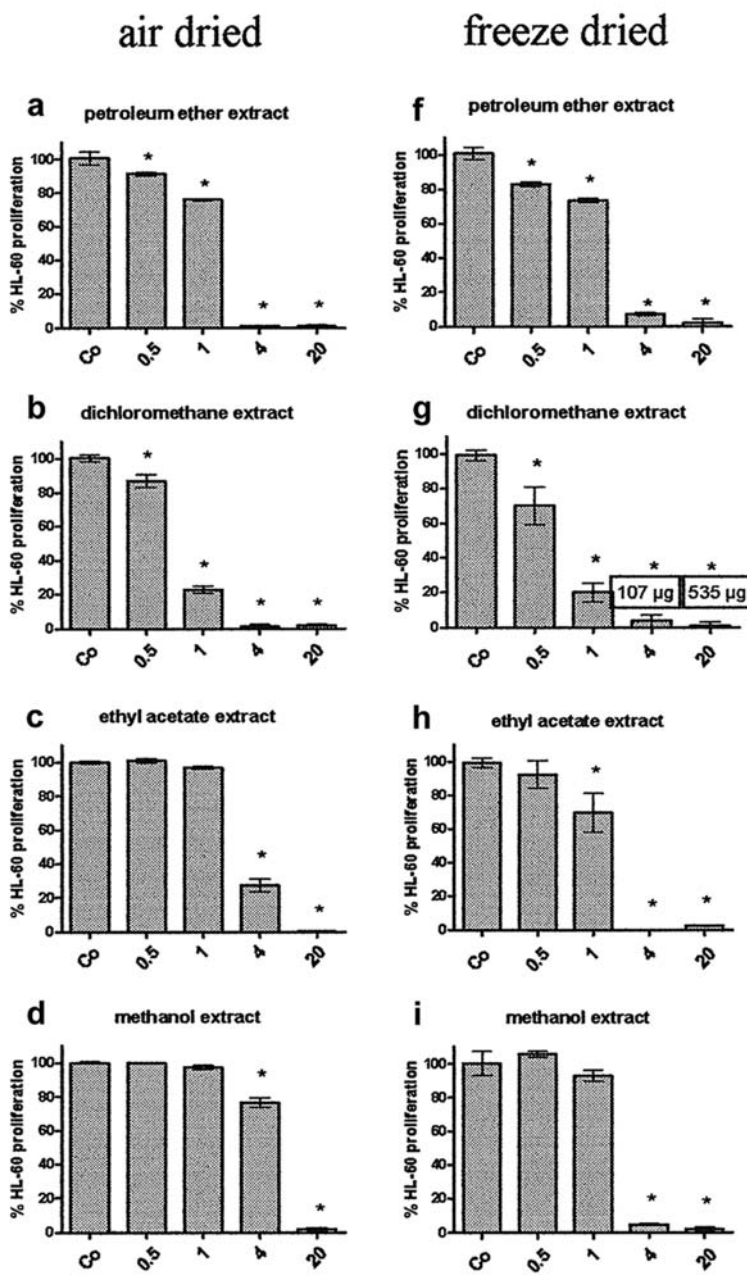 air dried
freeze dried
a
petroleum ether extract
% HL-60 proliferation
100
80
60
40
20
0
Co
0.5
1
4
20
*
*
*
*
f
petroleum ether extract
% HL-60 proliferation
100
80
60
40
20
0
Co
0.5
1
4
20
*
*
*
*
b
dichloromethane extract
% HL-60 proliferation
100
80
60
40
20
0
Co
0.5
1
4
20
*
*
*
*
g
dichloromethane extract
% HL-60 proliferation
100
80
60
40
20
0
Co
0.5
1
4
20
*
*
*
*
107 µg
535 µg
c
ethyl acetate extract
% HL-60 proliferation
100
80
60
40
20
0
Co
0.5
1
4
20
*
*
h
ethyl acetate extract
% HL-60 proliferation
100
80
60
40
20
0
Co
0.5
1
4
20
*
*
*
d
methanol extract
% HL-60 proliferation
100
80
60
40
20
0
Co
0.5
1
4
20
*
*
i
methanol extract
% HL-60 proliferation
100
80
60
40
20
0
Co
0.5
1
4
20
*
*